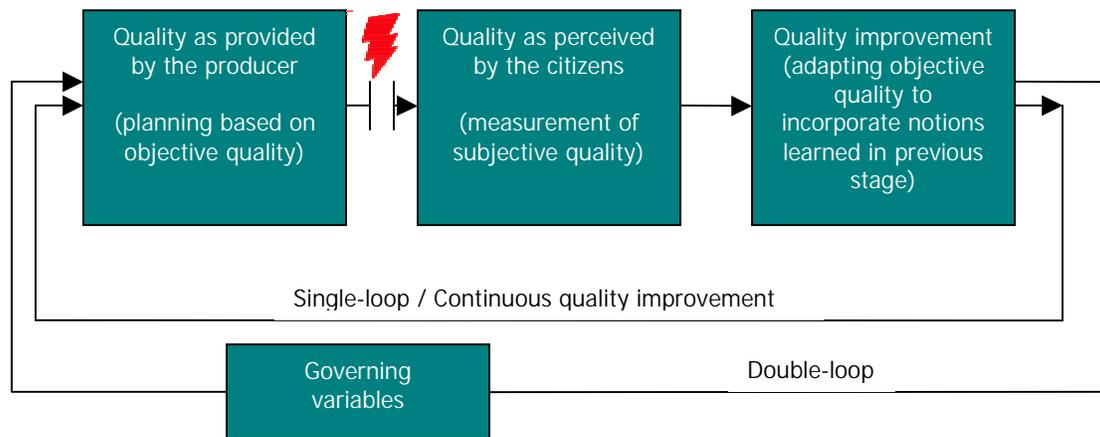 Quality as provided
by the producer
(planning based on
objective quality)
Quality as perceived
by the citizens
(measurement of
subjective quality)
Quality improvement
(adapting objective
quality to
incorporate notions
learned in previous
stage)
Single-loop / Continuous quality improvement
Governing
variables
Double-loop